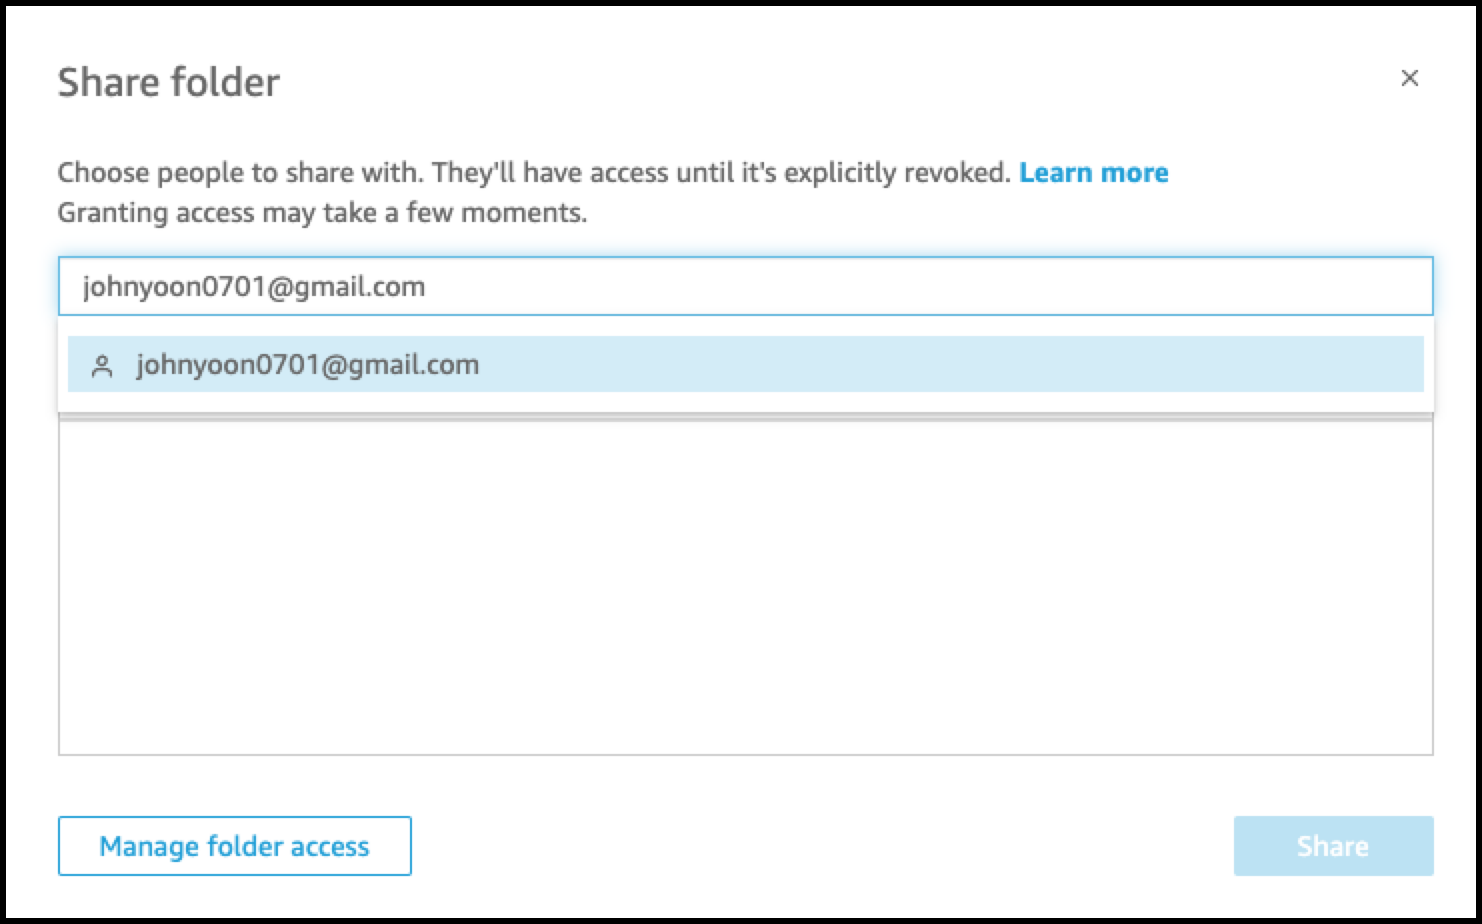 Share folder
Choose people to share with. They'll have access until it's explicitly revoked. Learn more
Granting access may take a few moments.
johnyoon0701@gmail.com
johnyoon0701@gmail.com
Manage folder access
Share